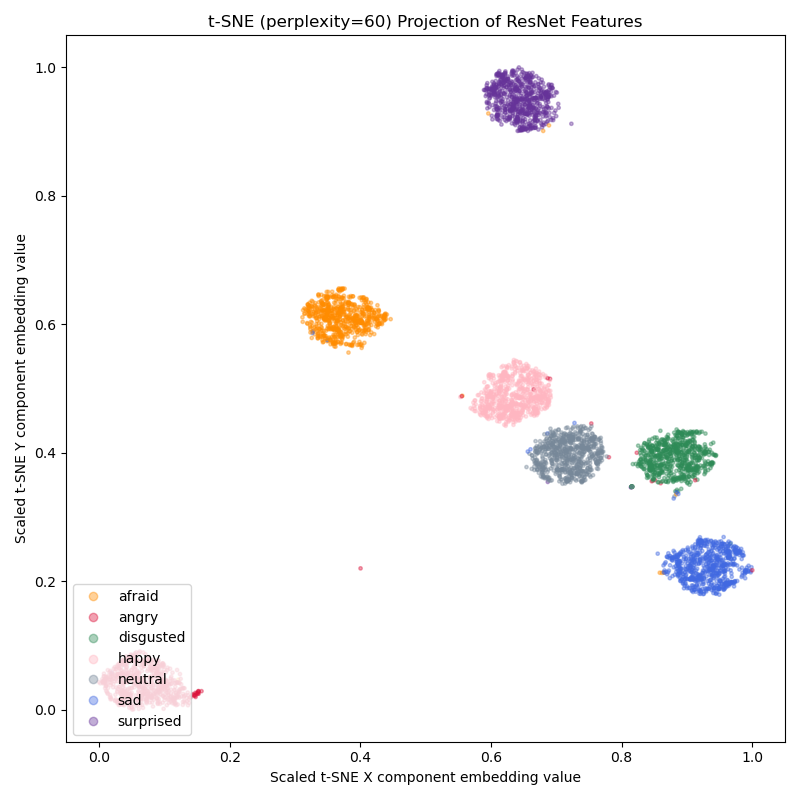 t-SNE (perplexity=60) Projection of ResNet Features
1.0
0.8
0.6
0.4
0.2
0.0
Scaled t-SNE Y component embedding value
afraid
angry
disgusted
happy
neutral
sad
surprised
0.0 0.2 0.4 0.6 0.8 1.0
Scaled t-SNE X component embedding value